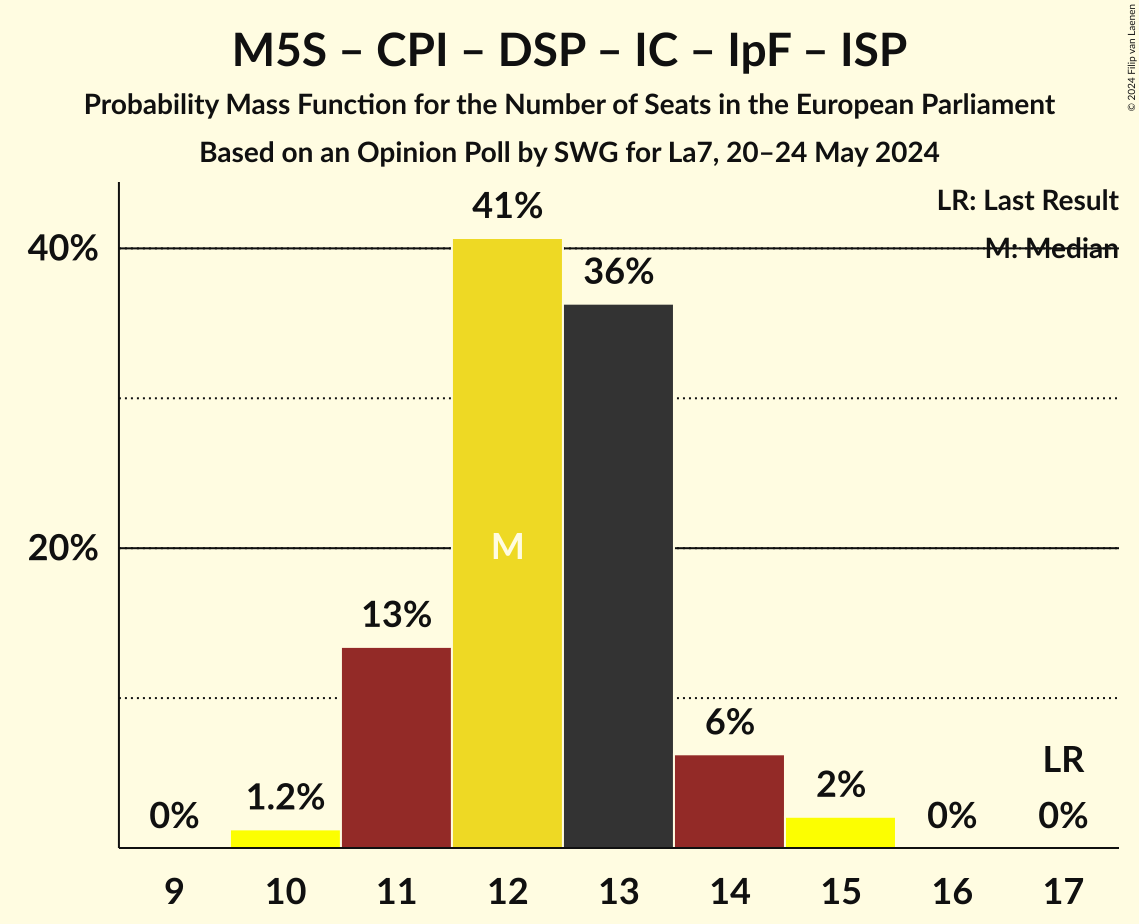 M5S – CPI – DSP – IC – IpF – ISP
Probability Mass Function for the Number of Seats in the European Parliament
Based on an Opinion Poll by SWG for La7, 20–24 May 2024
© 2024 Filip van Laenen
LR: Last Result
M: Median
40%
20%
0%
1.2%
13%
41%
M
36%
6%
2%
0%
LR
0%
9 10 11 12 13 14 15 16 17